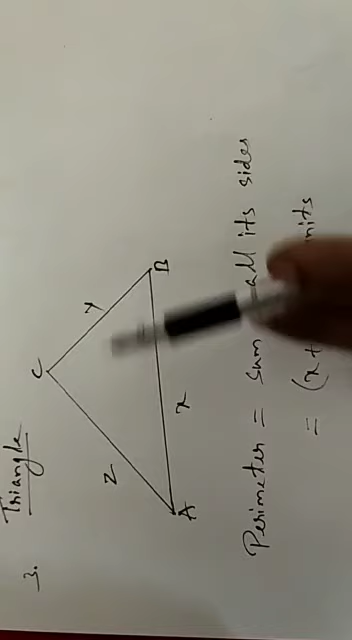 3. Triangle
C
z
y
A
x
B
Perimeter = Sum all its sides
= (x+ nits